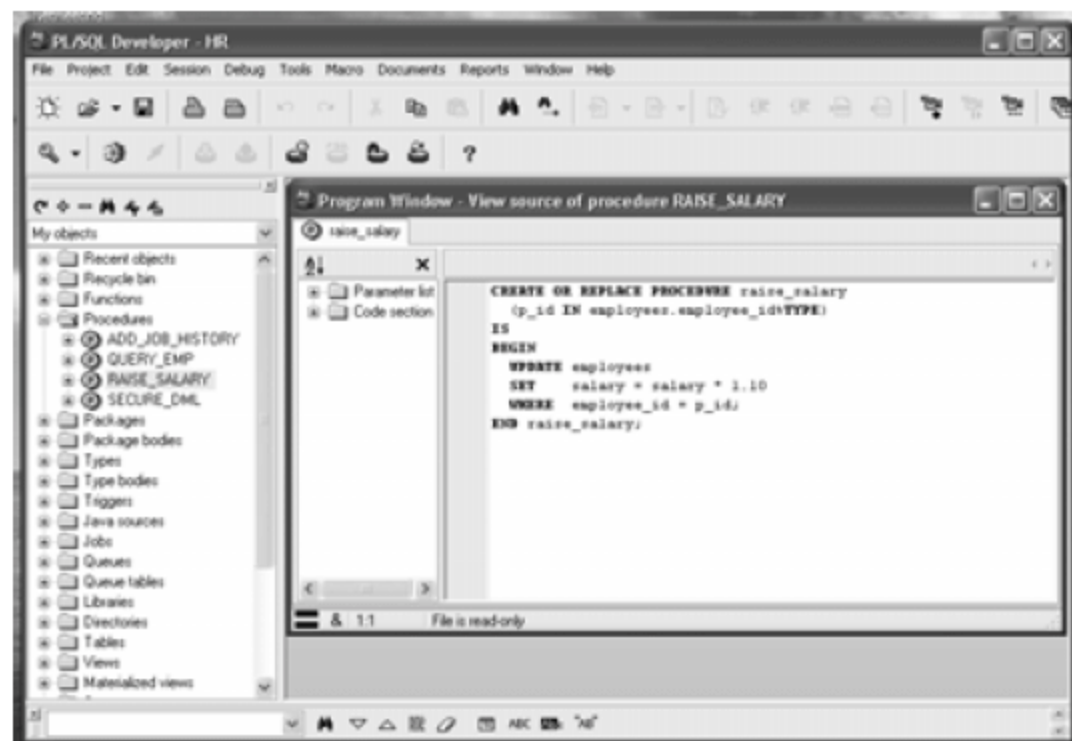 PL/SQL Developer - HR
File Project Edit Session Debug Tools Macro Documents Reports Window Help
?
My objects
Recent objects
Recycle bin
Functions
Procedures
ADD_JOB_HISTORY
QUERY_EMP
RAISE_SALARY
SECURE_DML
Packages
Package bodies
Types
Type bodies
Triggers
Java sources
Jobs
Queues
Queue tables
Libraries
Directories
Tables
Views
Materialized views
Program Window - View source of procedure RAISE_SALARY
raise_salary
Parameter list
Code section
CREATE OR REPLACE PROCEDURE raise_salary
(p_id IN employees.employee_id%TYPE)
IS
BEGIN
UPDATE employees
SET salary = salary * 1.10
WHERE employee_id = p_id;
END raise_salary;
& 1:1 File is read-only
ABC "AB"